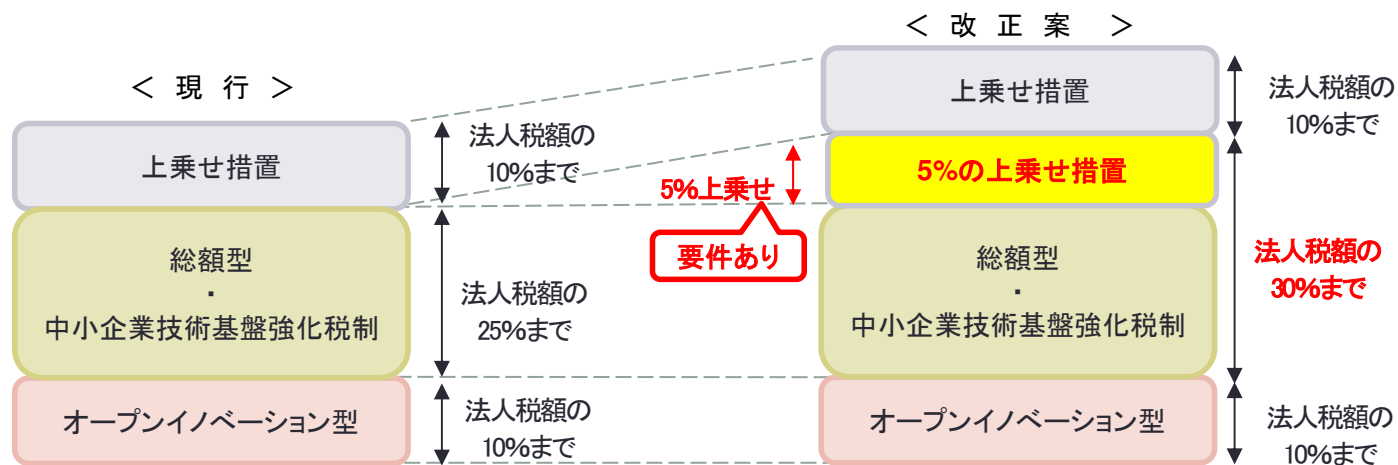 ＜ 現 行 ＞
上乗せ措置
法人税額の
10%まで
総額型
・
中小企業技術基盤強化税制
法人税額の
25%まで
オープンイノベーション型
法人税額の
10%まで
5%上乗せ
要件あり
＜ 改 正 案 ＞
上乗せ措置
法人税額の
10%まで
5%の上乗せ措置
総額型
・
中小企業技術基盤強化税制
法人税額の
30%まで
オープンイノベーション型
法人税額の
10%まで